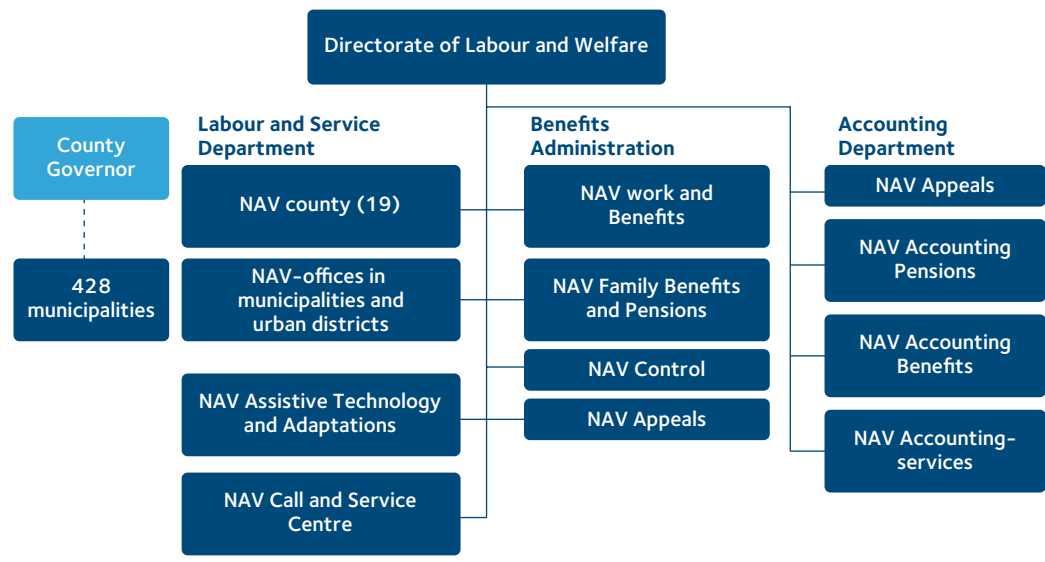 Directorate of Labour and Welfare
County
Governor
428
municipalities
Labour and Service
Department
NAV county (19)
NAV-offices in
municipalities and
urban districts
NAV Assistive Technology
and Adaptations
NAV Call and Service
Centre
Benefits
Administration
NAV work and
Benefits
NAV Family Benefits
and Pensions
NAV Control
NAV Appeals
Accounting
Department
NAV Appeals
NAV Accounting
Pensions
NAV Accounting
Benefits
NAV Accounting-
services